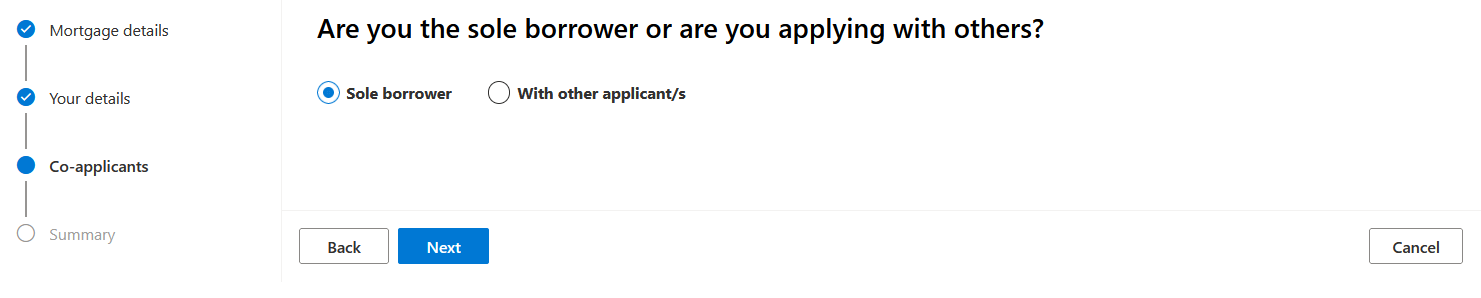 Mortgage details
Your details
Co-applicants
Summary
Are you the sole borrower or are you applying with others?
Sole borrower
With other applicant/s
Back
Next
Cancel